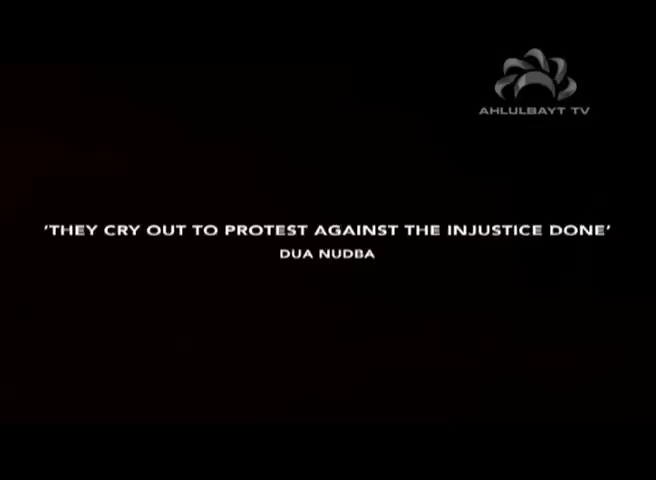 AHLULBAYT TV
'THEY CRY OUT TO PROTEST AGAINST THE INJUSTICE DONE'
DUA NUDBA